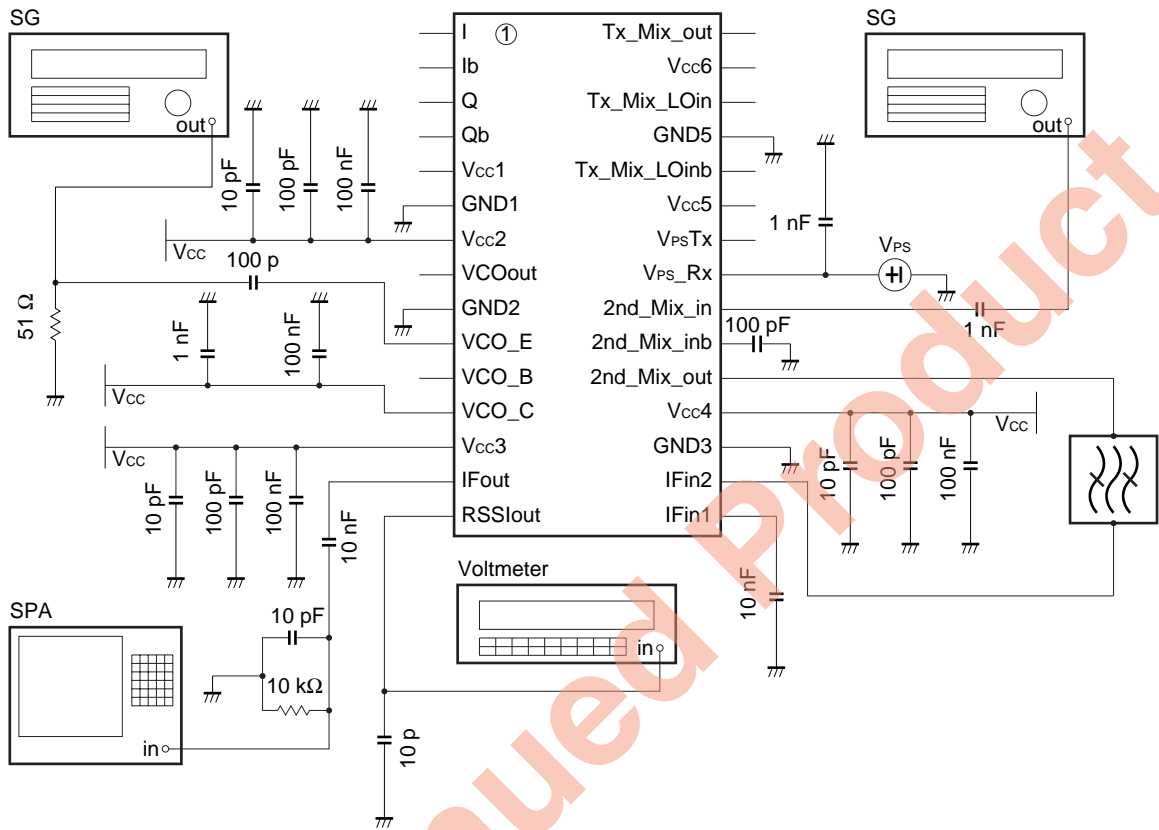 SG
out
51 Ω
10 pF
100 pF
100 nF
VCC
100 p
1 nF
100 nF
VCC
VCC
10 pF
100 pF
100 nF
10 nF
SPA
in
10 pF
10 kΩ
10 p
Voltmeter
in
I
①
Ib
Q
Qb
VCC1
GND1
VCC2
VCOout
GND2
VCO_E
VCO_B
VCO_C
VCC3
IFout
RSSIout
Tx_Mix_out
VCC6
Tx_Mix_LOin
GND5
Tx_Mix_LOinb
VCC5
VPSTx
VPS_Rx
2nd_Mix_in
2nd_Mix_inb
2nd_Mix_out
VCC4
GND3
IFin2
IFin1
SG
out
1 nF
VPS
1 nF
100 pF
VCC
10 pF
100 pF
100 nF
10 nF
ued Product